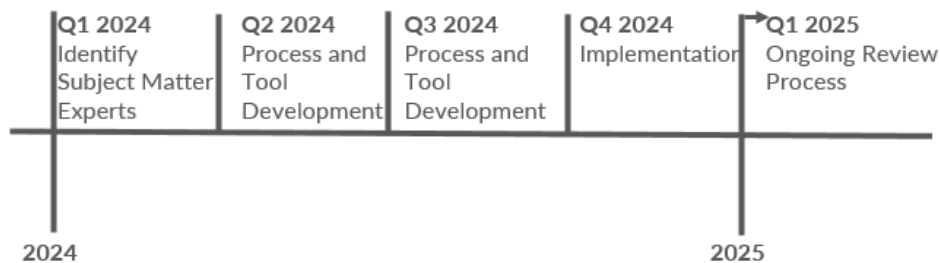 Q1 2024
Identify
Subject Matter
Experts
Q2 2024
Process and
Tool
Development
Q3 2024
Process and
Tool
Development
Q4 2024
Implementation
Q1 2025
Ongoing Review
Process
2024
2025